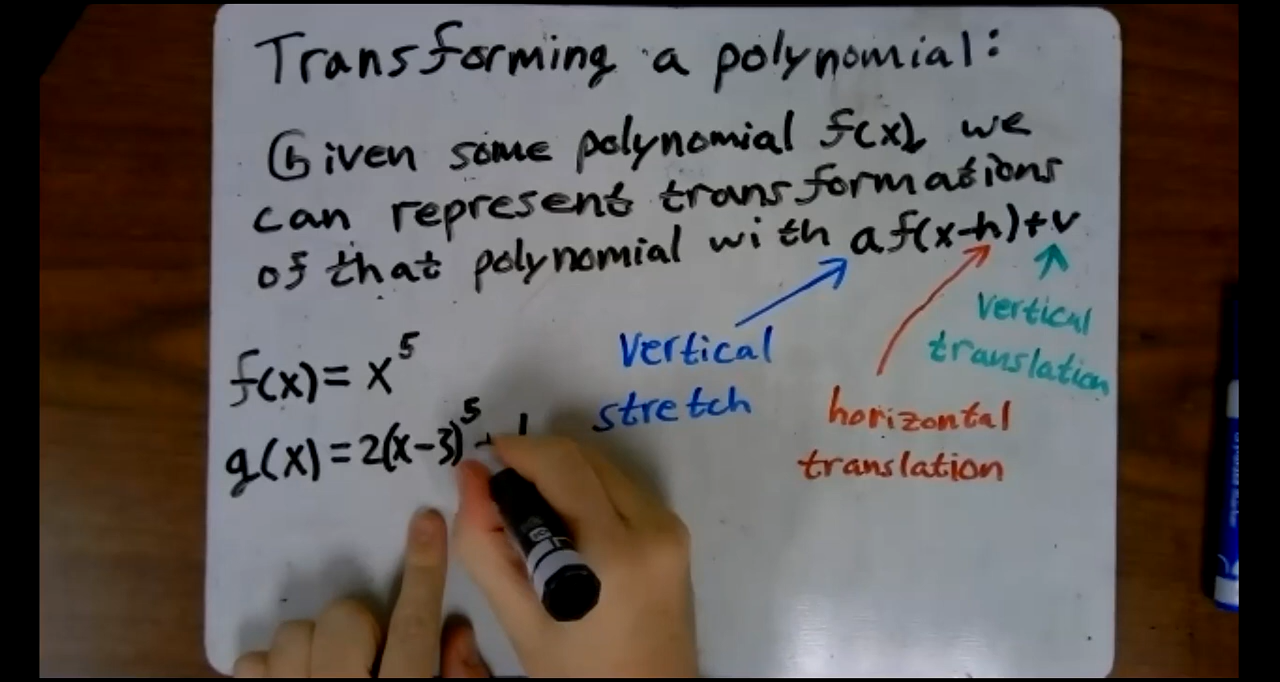 Transforming a polynomial:
Given some polynomial f(x), we
can represent transformations
of that polynomial with a f(x-h)+v
vertical
stretch
horizontal
translation
vertical
translation
f(x) = x⁵
g(x) = 2(x-3)⁵